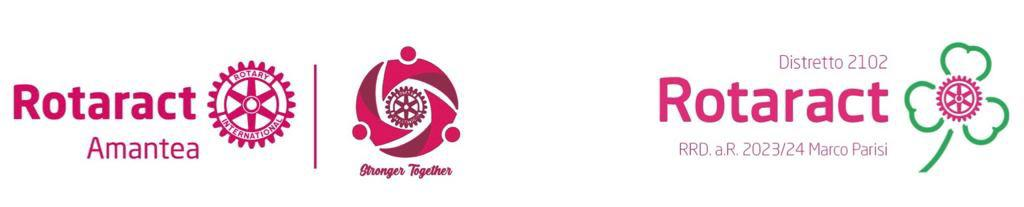 Rotaract
Amantea
ROTARY
INTERNATIONAL
Stronger Together
Distretto 2102
Rotaract
RRD. a.R. 2023/24 Marco Parisi